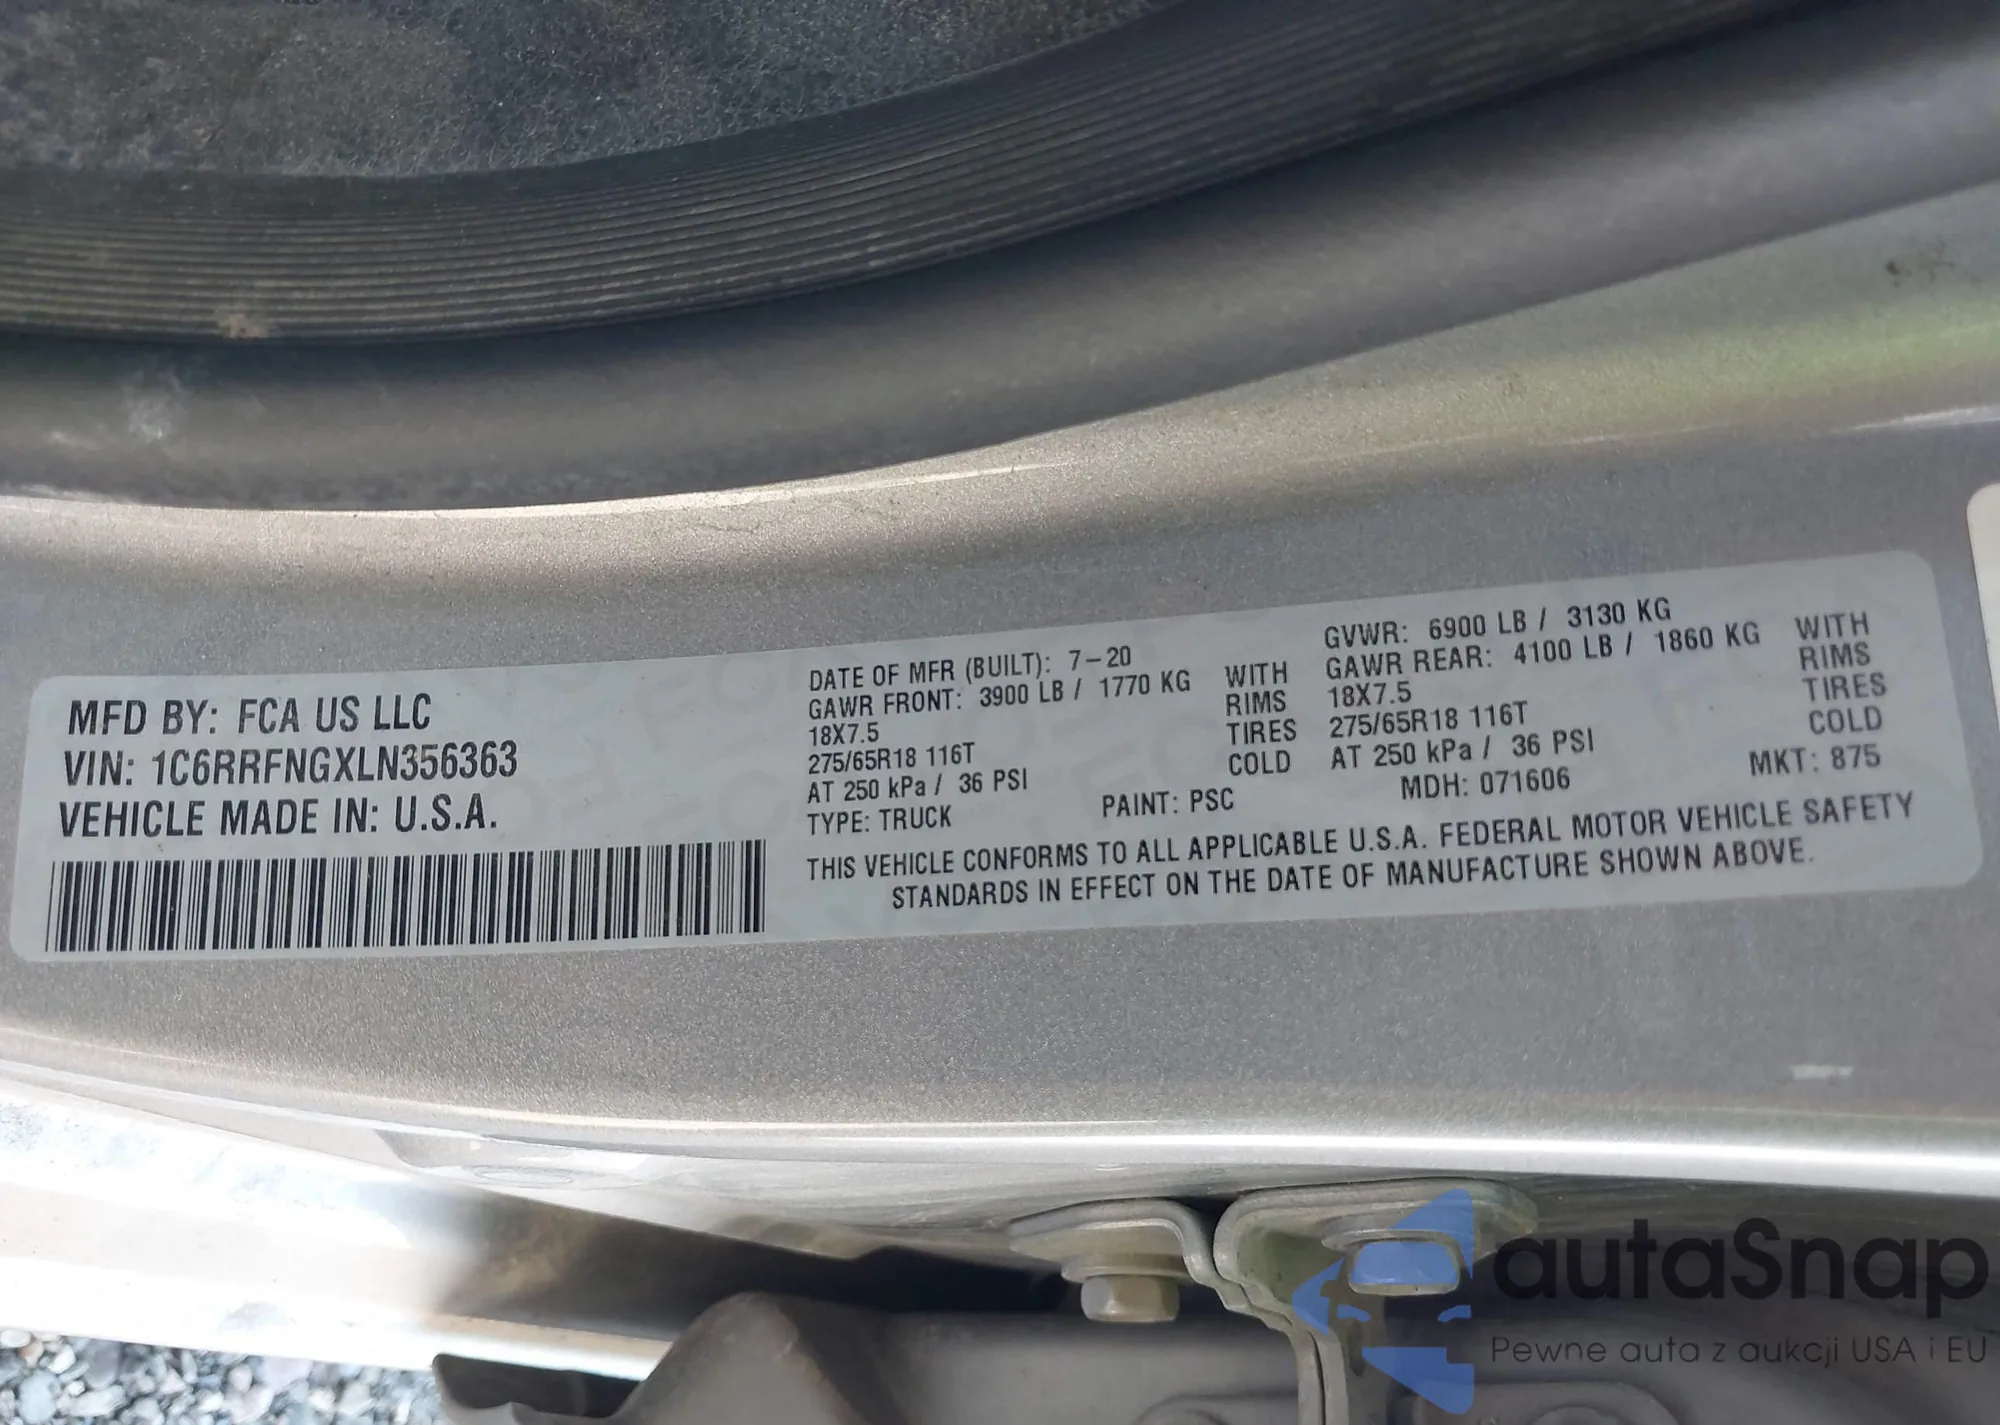 MFD BY: FCA US LLC
VIN: 1C6RRFNGXLN356363
VEHICLE MADE IN: U.S.A.
DATE OF MFR (BUILT): 7-20
GAWR FRONT: 3900 LB / 1770 KG WITH
18X7.5 RIMS
275/65R18 116T TIRES
AT 250 kPa / 36 PSI COLD
GVWR: 6900 LB / 3130 KG
GAWR REAR: 4100 LB / 1860 KG WITH
18X7.5 RIMS
275/65R18 116T TIRES
AT 250 kPa / 36 PSI COLD
TYPE: TRUCK PAINT: PSC MDH: 071606 MKT: 875
THIS VEHICLE CONFORMS TO ALL APPLICABLE U.S.A. FEDERAL MOTOR VEHICLE SAFETY
STANDARDS IN EFFECT ON THE DATE OF MANUFACTURE SHOWN ABOVE.
autaSnap
Pewne auta z aukcji USA i EU